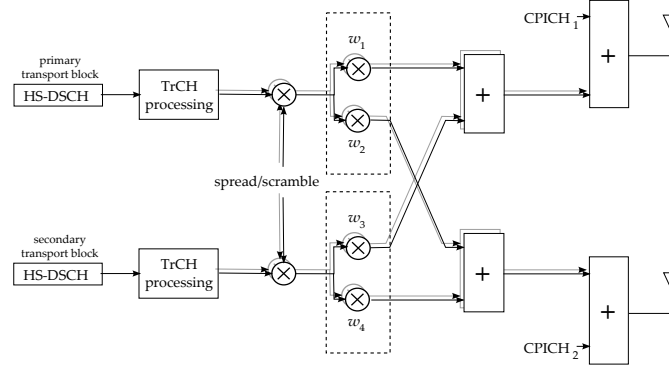 CPICH 1
+
primary
transport block
HS-DSCH
TrCH
processing
w1
w2
+
spread/scramble
secondary
transport block
HS-DSCH
TrCH
processing
w3
w4
+
+
CPICH 2